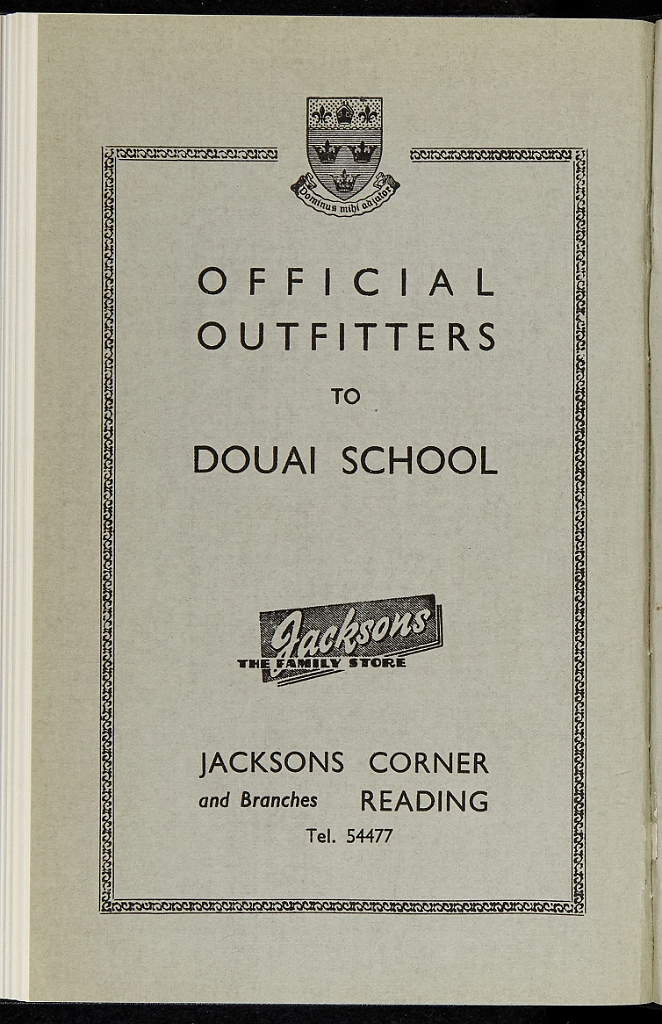 Dominus mihi adjutor
OFFICIAL
OUTFITTERS
TO
DOUAI SCHOOL
Jacksons
THE FAMILY STORE
JACKSONS CORNER
and Branches READING
Tel. 54477